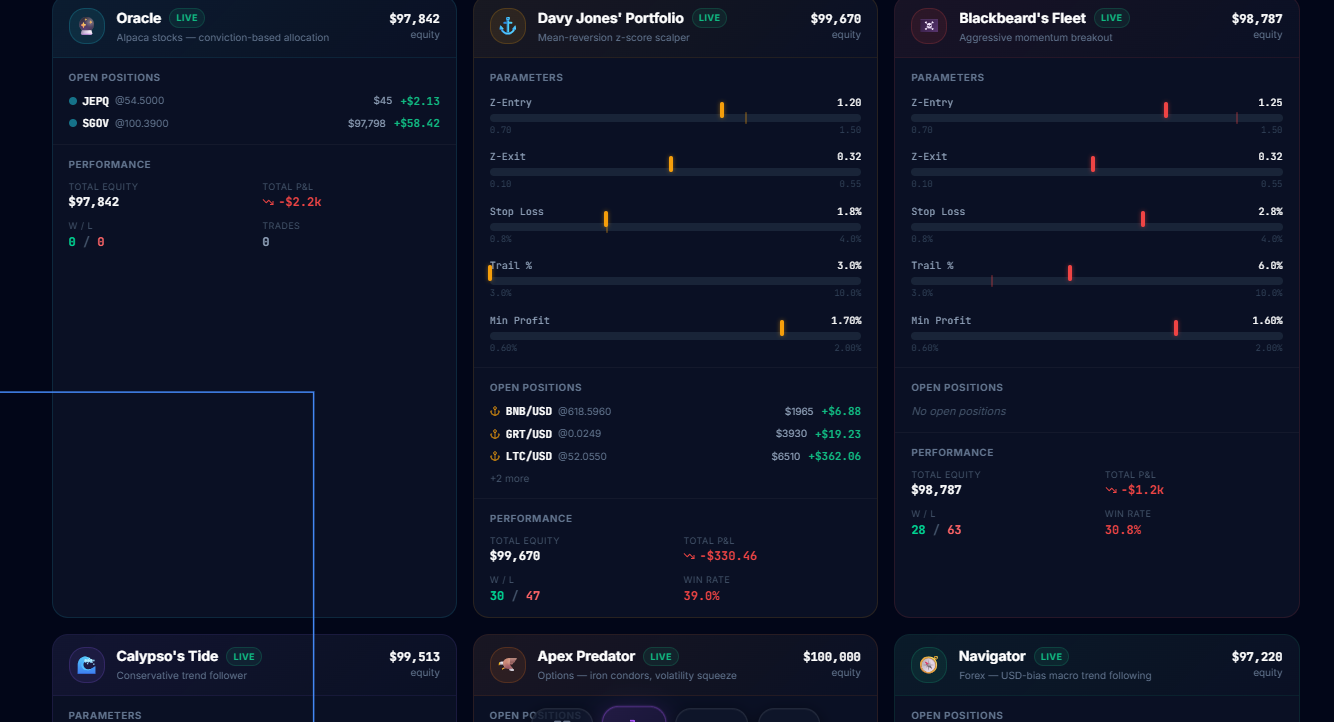 Oracle LIVE $97,842
Alpaca stocks — conviction-based allocation equity
OPEN POSITIONS
JEPQ @54.5000 $45 +$2.13
SGOV @100.3900 $97,798 +$58.42
PERFORMANCE
TOTAL EQUITY TOTAL P&L
$97,842 -$2.2k
W / L TRADES
0 / 0 0
Davy Jones' Portfolio LIVE $99,670
Mean-reversion z-score scalper equity
PARAMETERS
Z-Entry 1.20
0.70 1.50
Z-Exit 0.32
0.10 0.55
Stop Loss 1.8%
0.8% 4.0%
Trail % 3.0%
3.0% 10.0%
Min Profit 1.70%
0.60% 2.00%
OPEN POSITIONS
BNB/USD @618.5960 $1965 +$6.88
GRT/USD @0.0249 $3930 +$19.23
LTC/USD @52.0550 $6510 +$362.06
+2 more
PERFORMANCE
TOTAL EQUITY TOTAL P&L
$99,670 -$330.46
W / L WIN RATE
30 / 47 39.0%
Blackbeard's Fleet LIVE $98,787
Aggressive momentum breakout equity
PARAMETERS
Z-Entry 1.25
0.70 1.50
Z-Exit 0.32
0.10 0.55
Stop Loss 2.8%
0.8% 4.0%
Trail % 6.0%
3.0% 10.0%
Min Profit 1.60%
0.60% 2.00%
OPEN POSITIONS
No open positions
PERFORMANCE
TOTAL EQUITY TOTAL P&L
$98,787 -$1.2k
W / L WIN RATE
28 / 63 30.8%
Calypso's Tide LIVE $99,513
Conservative trend follower equity
PARAMETERS
Apex Predator LIVE $100,000
Options — iron condors, volatility squeeze equity
OPEN POSITIONS
Navigator LIVE $97,220
Forex — USD-bias macro trend following equity
OPEN POSITIONS